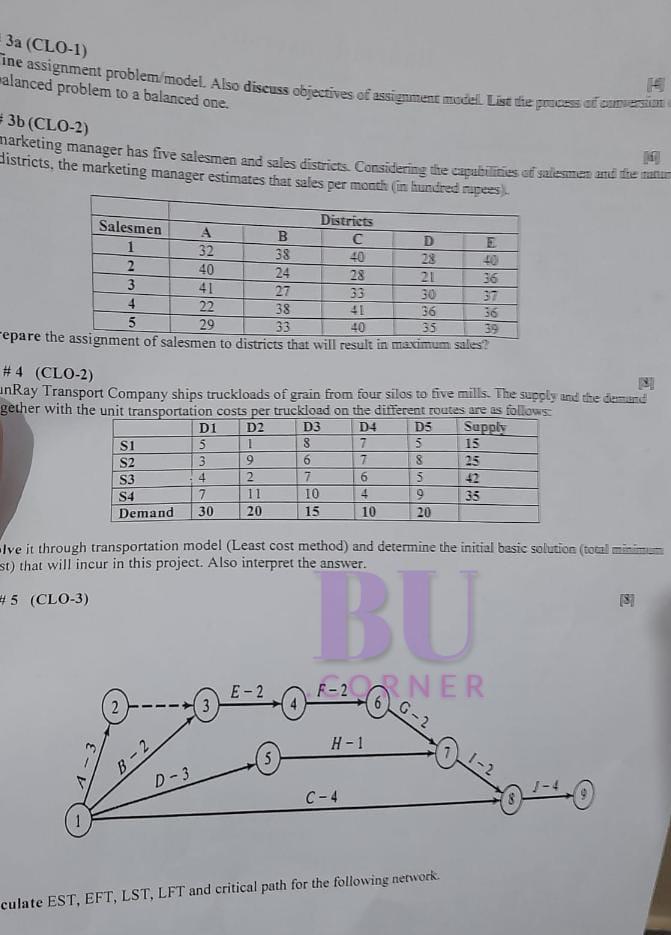 3a (CLO-1)
ine assignment problem/model. Also discuss objectives of assignment model. List the process of conversion
alanced problem to a balanced one.
[4]
# 3b (CLO-2)
[6]
narketing manager has five salesmen and sales districts. Considering the capabilities of salesmen and the natur
districts, the marketing manager estimates that sales per month (in hundred rupees).
Districts
Salesmen A B C D E
1 32 38 40 28 40
2 40 24 28 21 36
3 41 27 33 30 37
4 22 38 41 36 36
5 29 33 40 35 39
repare the assignment of salesmen to districts that will result in maximum sales?
# 4 (CLO-2)
[8]
unRay Transport Company ships truckloads of grain from four silos to five mills. The supply and the demand
gether with the unit transportation costs per truckload on the different routes are as follows:
D1 D2 D3 D4 D5 Supply
S1 5 1 8 7 5 15
S2 3 9 6 7 8 25
S3 4 2 7 6 5 42
S4 7 11 10 4 9 35
Demand 30 20 15 10 20
olve it through transportation model (Least cost method) and determine the initial basic solution (total minimum
st) that will incur in this project. Also interpret the answer.
# 5 (CLO-3)
[8]
BU
CORNER
2 3 E-2 4 F-2 6 G-2
A-3 B-2 5 H-1 7 I-2
D-3
1 C-4 8 J-4 9
culate EST, EFT, LST, LFT and critical path for the following network.